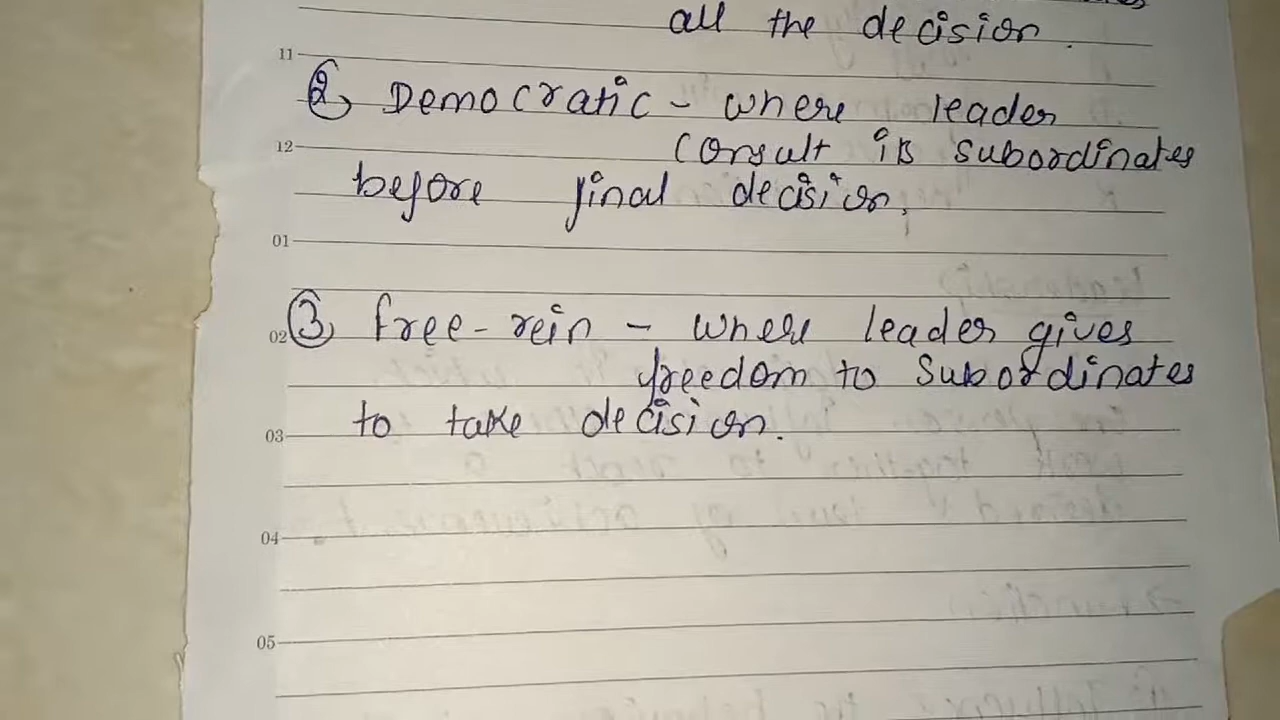 all the decision.
11
② Democratic - where leader
12 consult its subordinates
before final decision.
01
02 ③ free-rein - where leader gives
freedom to subordinates
03 to take decision.
04
05